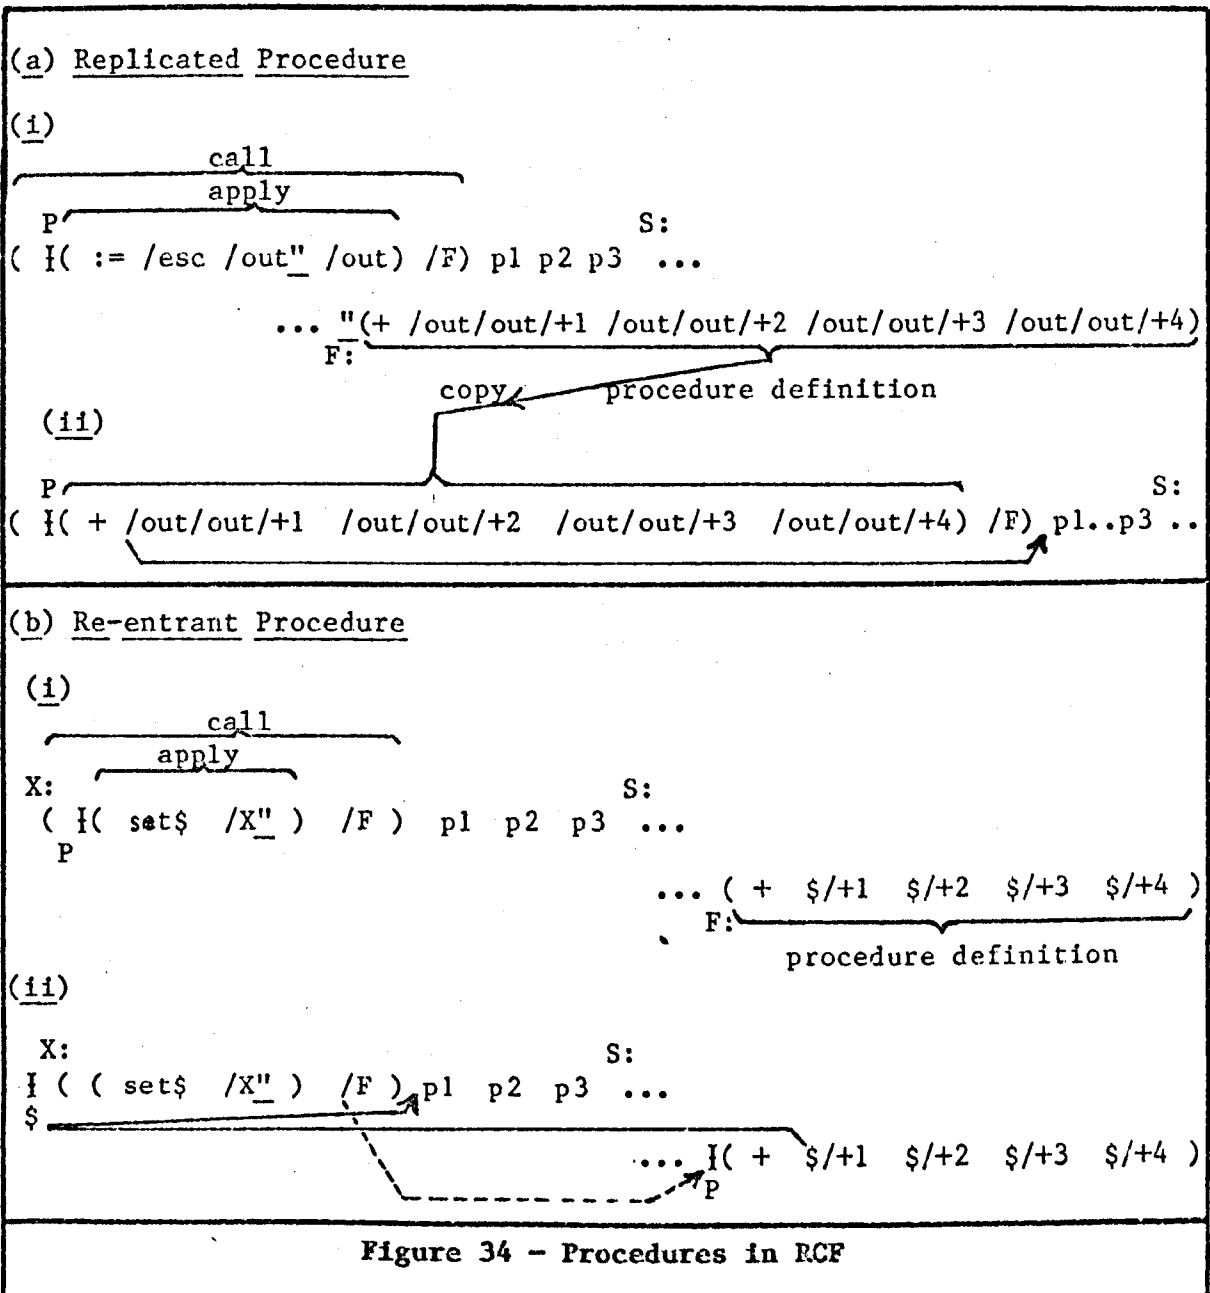 (a) Replicated Procedure
(i)
call
apply
P S:
( I( := /esc /out" /out) /F) p1 p2 p3 ...
... "(+ /out/out/+1 /out/out/+2 /out/out/+3 /out/out/+4)
F:
copy procedure definition
(ii)
P S:
( I( + /out/out/+1 /out/out/+2 /out/out/+3 /out/out/+4) /F) p1..p3 ..
(b) Re-entrant Procedure
(i)
call
apply
X: S:
( I( set$ /X" ) /F ) p1 p2 p3 ...
P
... ( + $/+1 $/+2 $/+3 $/+4 )
F:
procedure definition
(ii)
X: S:
I ( ( set$ /X" ) /F ) p1 p2 p3 ...
$
... I( + $/+1 $/+2 $/+3 $/+4 )
P
Figure 34 - Procedures in RCF